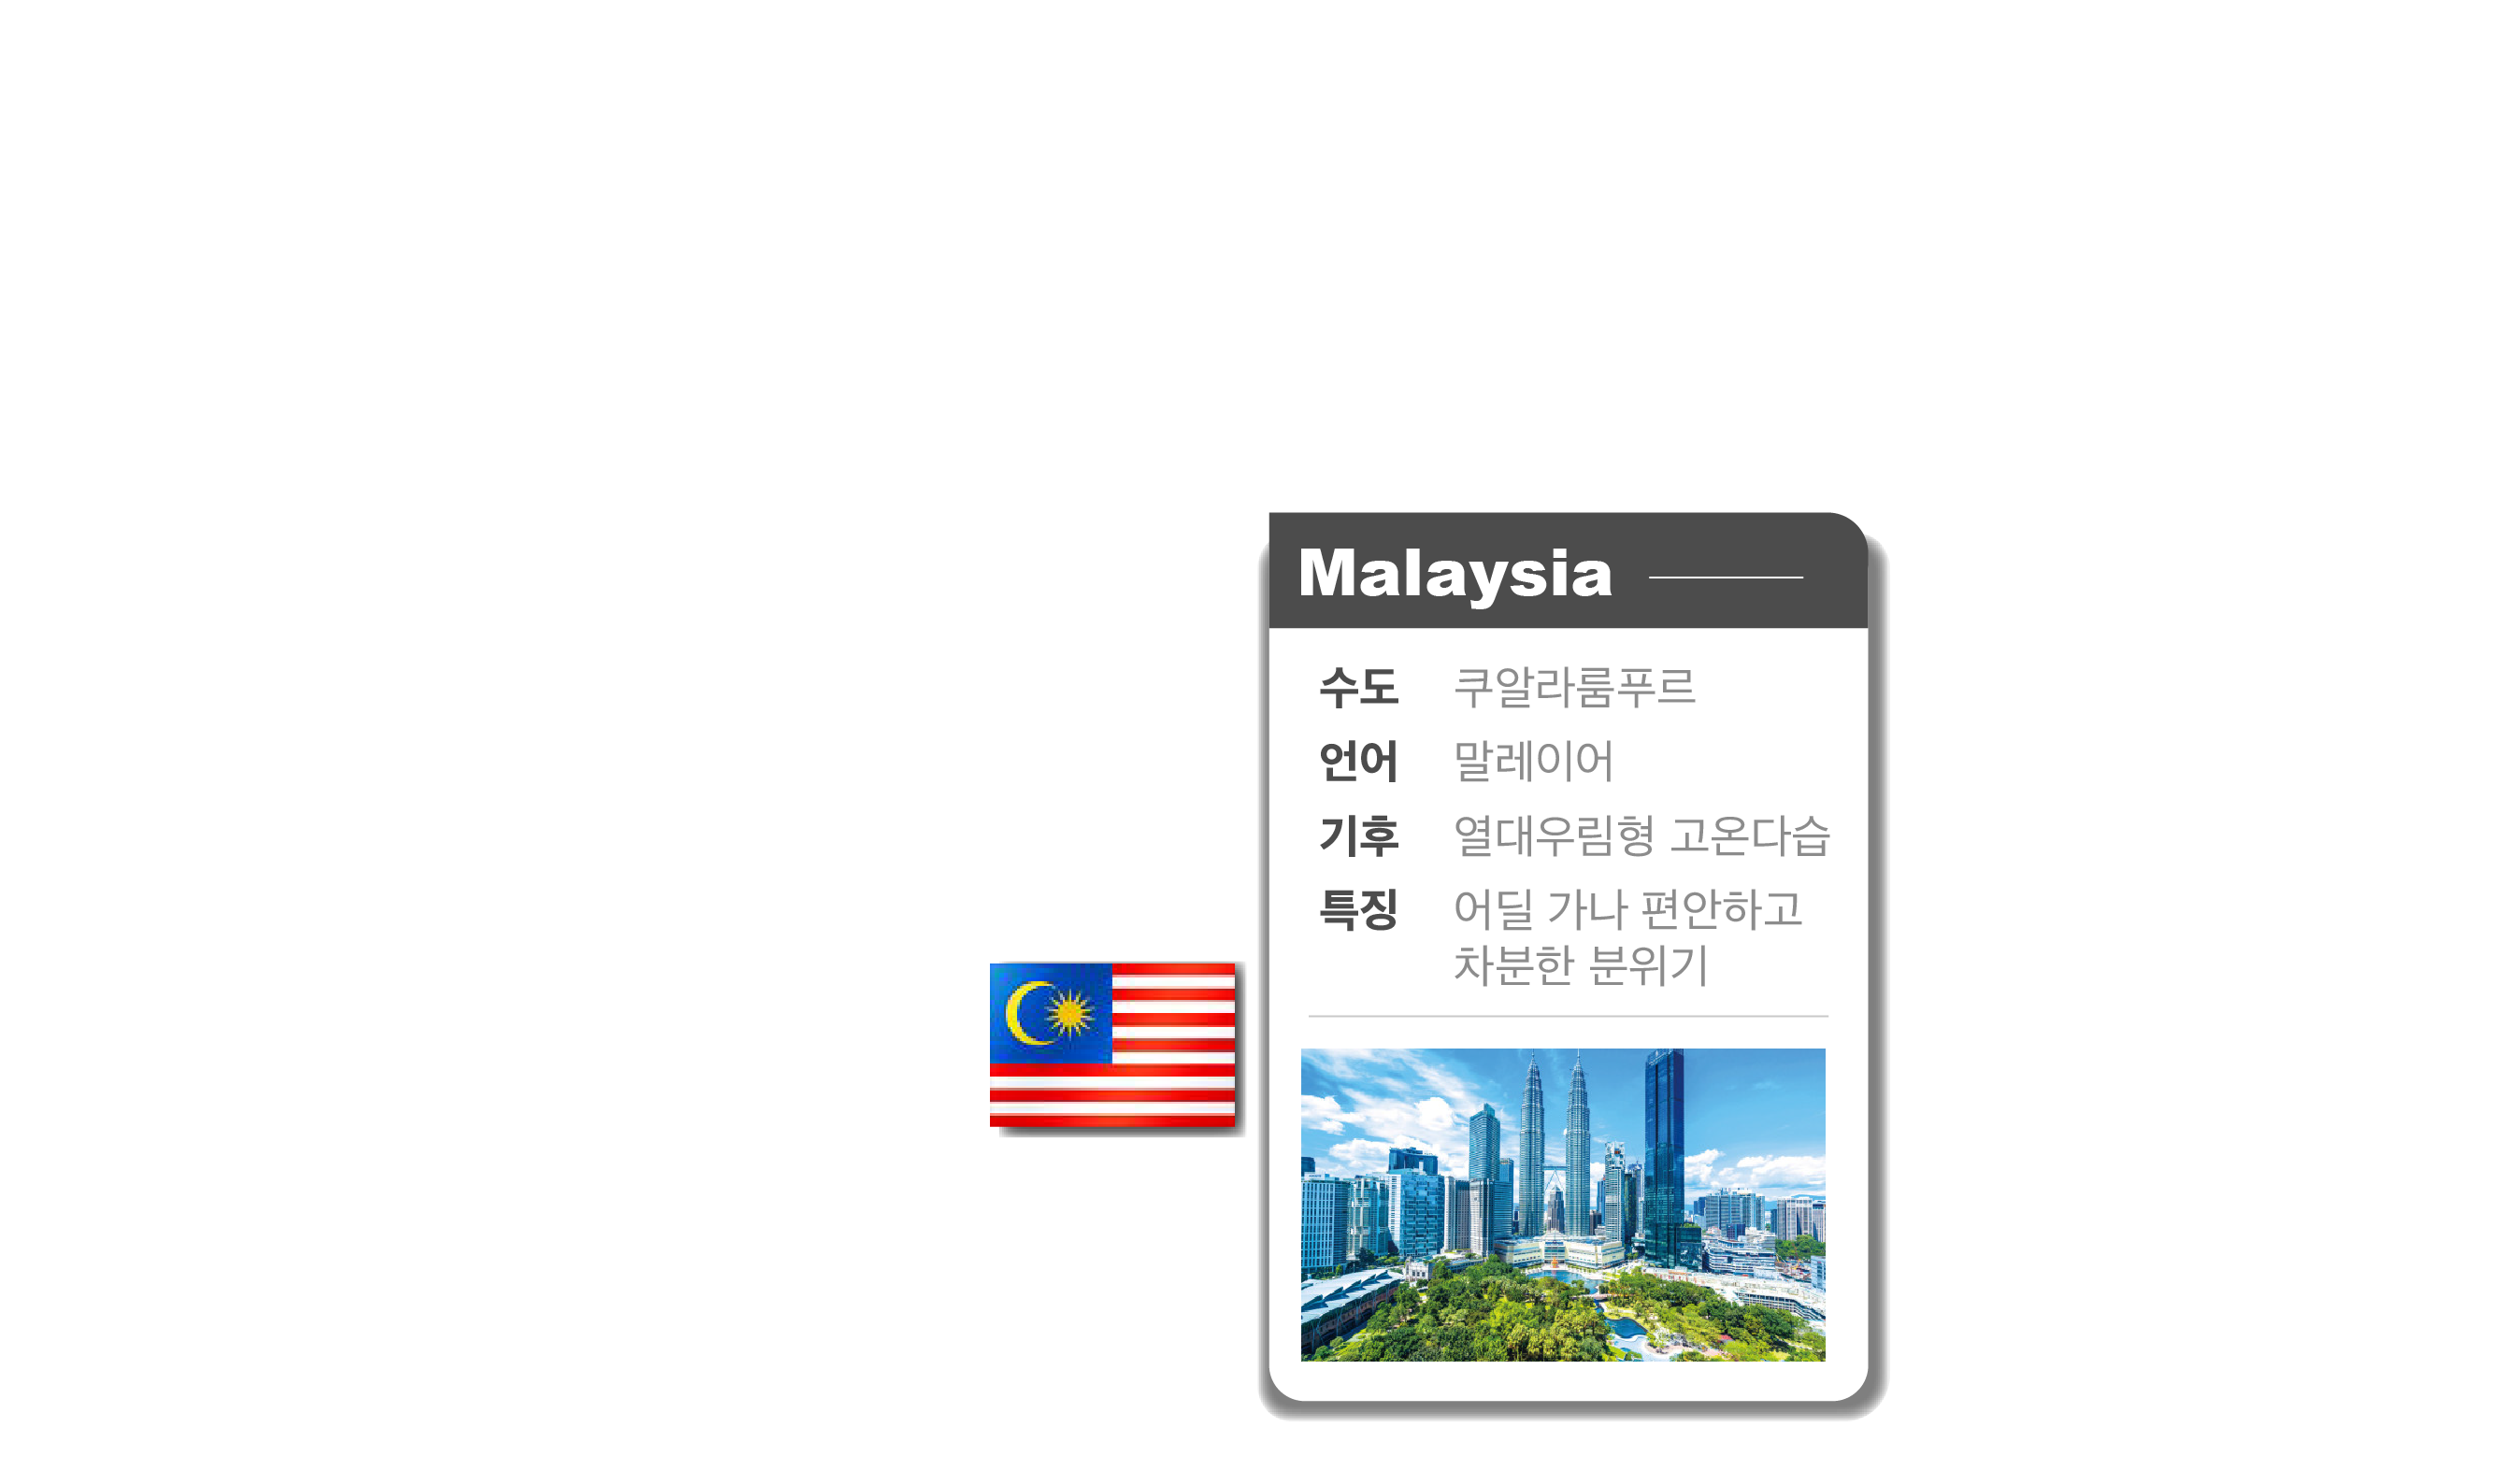 Malaysia
수도 쿠알라룸푸르
언어 말레이어
기후 열대우림형 고온다습
특징 어딜 가나 편안하고
차분한 분위기